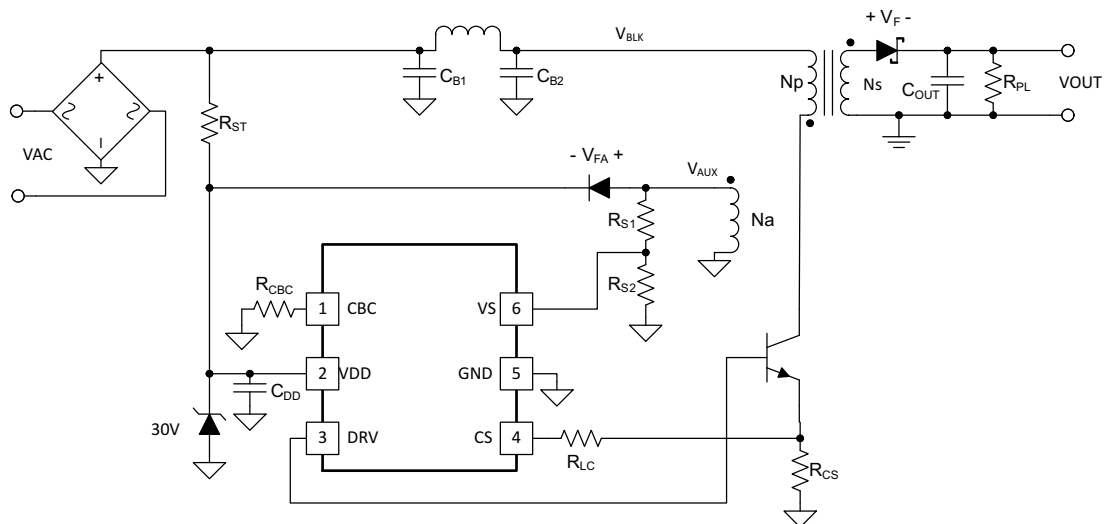 + VF -
VBLK
CB1
CB2
Np
Ns
COUT
RPL
VOUT
+
-
VAC
RST
- VFA +
VAUX
RS1
Na
RS2
RCBC
1 CBC
VS 6
2 VDD
GND 5
CDD
30V
3 DRV
CS 4
RLC
RCS